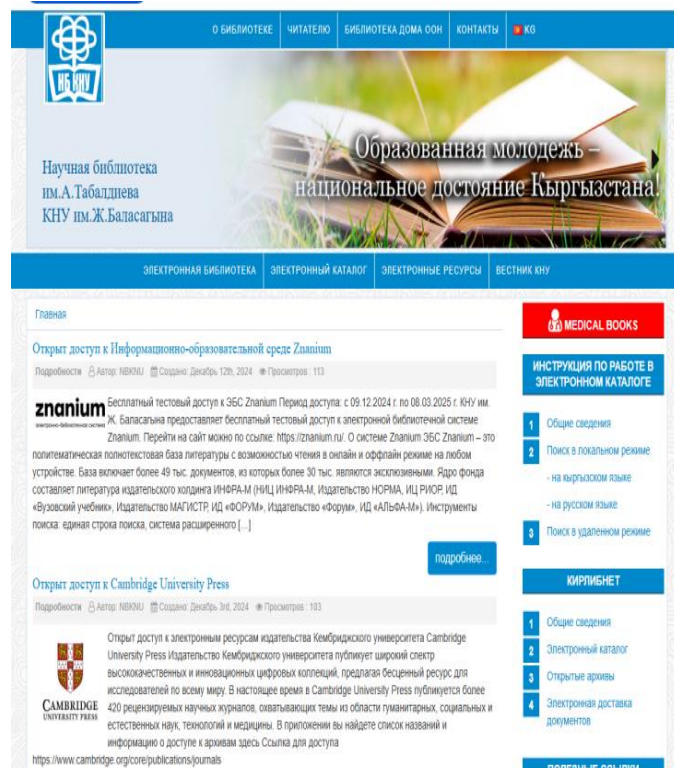 О БИБЛИОТЕКЕ
ЧИТАТЕЛЮ
БИБЛИОТЕКА ДОМА ООН
КОНТАКТЫ
KG
НБ КНУ
Образованная молодежь –
национальное достояние Кыргызстана!
Научная библиотека
им.А.Табалдиева
КНУ им.Ж.Баласагына
ЭЛЕКТРОННАЯ БИБЛИОТЕКА
ЭЛЕКТРОННЫЙ КАТАЛОГ
ЭЛЕКТРОННЫЕ РЕСУРСЫ
ВЕСТНИК КНУ
Главная
Открыт доступ к Информационно-образовательной среде Znanium
Подробности Автор: NBKNU Создано: Декабрь 12th, 2024 Просмотров : 113
znanium
электронно-библиотечная система
Бесплатный тестовый доступ к ЭБС Znanium Период доступа: с 09.12.2024 г. по 08.03.2025 г. КНУ им.
Ж. Баласагына предоставляет бесплатный тестовый доступ к электронной библиотечной системе
Znanium. Перейти на сайт можно по ссылке: https://znanium.ru/. О системе Znanium ЭБС Znanium – это
политематическая полнотекстовая база литературы с возможностью чтения в онлайн и оффлайн режиме на любом
устройстве. База включает более 49 тыс. документов, из которых более 30 тыс. являются эксклюзивными. Ядро фонда
составляет литература издательского холдинга ИНФРА-М (НИЦ ИНФРА-М, Издательство НОРМА, ИЦ РИОР, ИД
«Вузовский учебник», Издательство МАГИСТР, ИД «ФОРУМ», Издательство «Форум», ИД «АЛЬФА-М»). Инструменты
поиска: единая строка поиска, система расширенного […]
подробнее...
Открыт доступ к Cambridge University Press
Подробности Автор: NBKNU Создано: Декабрь 3rd, 2024 Просмотров : 103
CAMBRIDGE
UNIVERSITY PRESS
Открыт доступ к электронным ресурсам издательства Кембриджского университета Cambridge
University Press Издательство Кембриджского университета публикует широкий спектр
высококачественных и инновационных цифровых коллекций, предлагая бесценный ресурс для
исследователей по всему миру. В настоящее время в Cambridge University Press публикуется более
420 рецензируемых научных журналов, охватывающих темы из области гуманитарных, социальных и
естественных наук, технологий и медицины. В приложении вы найдете список названий и
информацию о доступе к архивам здесь Ссылка для доступа
https://www.cambridge.org/core/publications/journals
MEDICAL BOOKS
ИНСТРУКЦИЯ ПО РАБОТЕ В
ЭЛЕКТРОННОМ КАТАЛОГЕ
1 Общие сведения
2 Поиск в локальном режиме
- на кыргызском языке
- на русском языке
3 Поиск в удаленном режиме
КИРЛИБНЕТ
1 Общие сведения
2 Электронный каталог
3 Открытые архивы
4 Электронная доставка
документов
ПОЛЕЗНЫЕ ССЫЛКИ